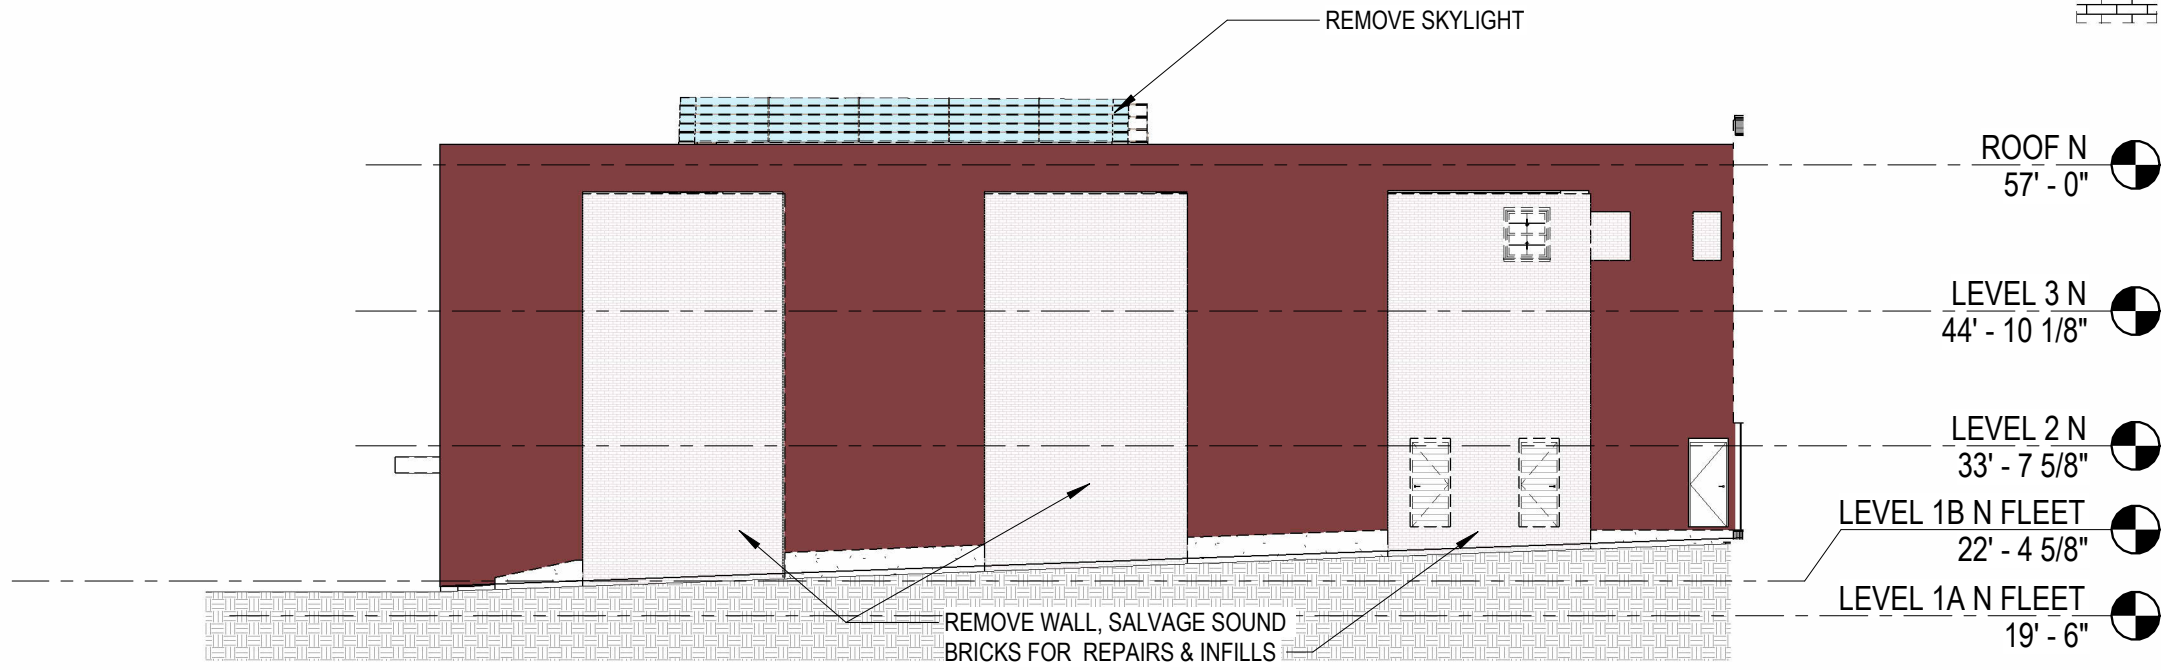 REMOVE SKYLIGHT
ROOF N
57' - 0"
LEVEL 3 N
44' - 10 1/8"
LEVEL 2 N
33' - 7 5/8"
LEVEL 1B N FLEET
22' - 4 5/8"
LEVEL 1A N FLEET
19' - 6"
REMOVE WALL, SALVAGE SOUND
BRICKS FOR REPAIRS & INFILLS